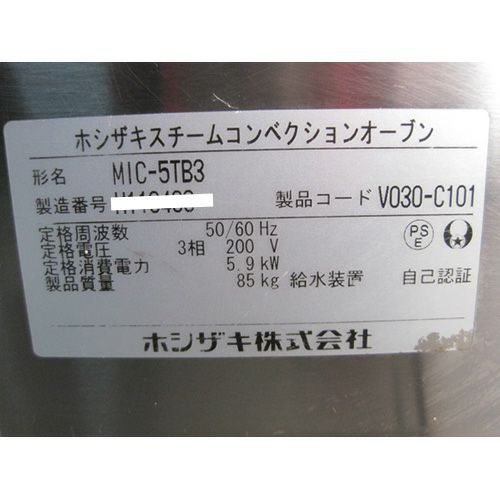 ホシザキスチームコンベクションオーブン
形名 MIC-5TB3
製造番号 製品コード V030-C101
定格周波数 50/60 Hz
定格電圧 3相 200 V
定格消費電力 5.9 kW
製品質量 85 kg 給水装置 自己認証
PS
E
ホシザキ株式会社